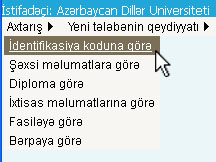 İstifadəçi: Azərbaycan Dillər Universiteti
Axtarış Yeni tələbənin qeydiyyatı
İdentifikasiya koduna görə
Şəxsi məlumatlara görə
Diploma görə
İxtisas məlumatlarına görə
Fasiləyə görə
Bərpaya görə